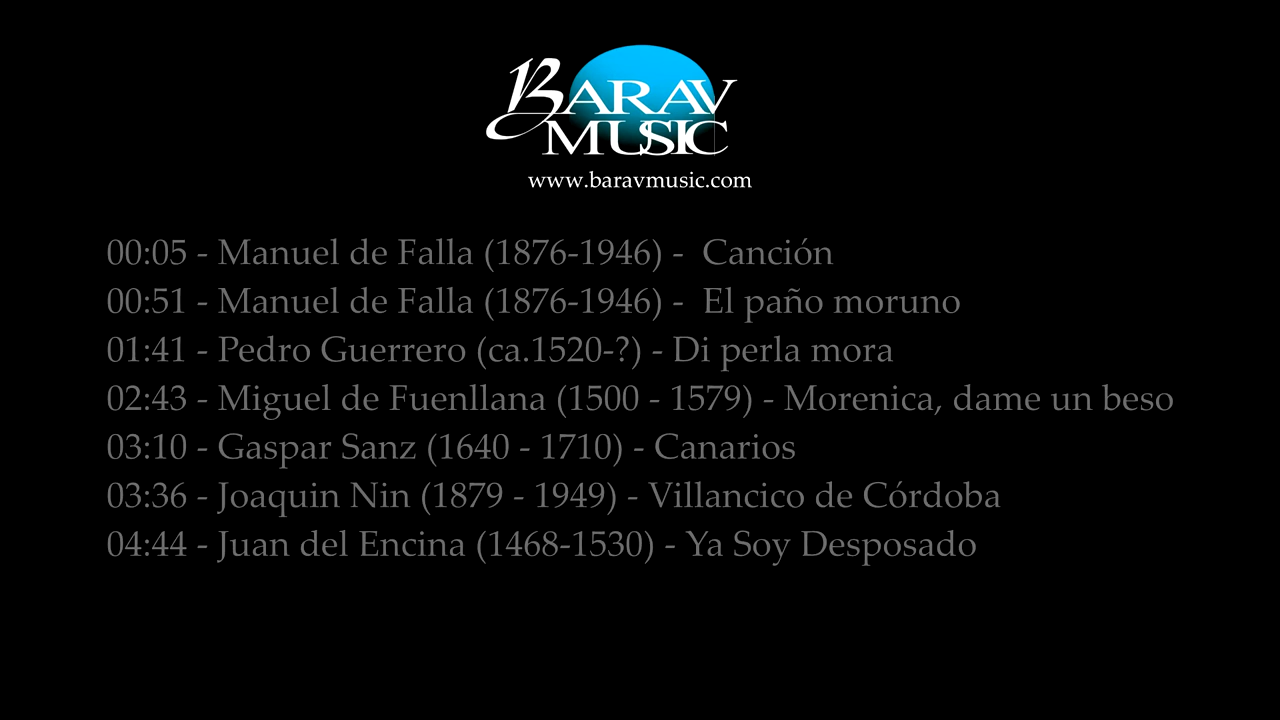 BARAV
MUSIC
www.baravmusic.com
00:05 - Manuel de Falla (1876-1946) -  Canción
00:51 - Manuel de Falla (1876-1946) -  El paño moruno
01:41 - Pedro Guerrero (ca.1520-?) - Di perla mora
02:43 - Miguel de Fuenllana (1500 - 1579) - Morenica, dame un beso
03:10 - Gaspar Sanz (1640 - 1710) - Canarios
03:36 - Joaquin Nin (1879 - 1949) - Villancico de Córdoba
04:44 - Juan del Encina (1468-1530) - Ya Soy Desposado